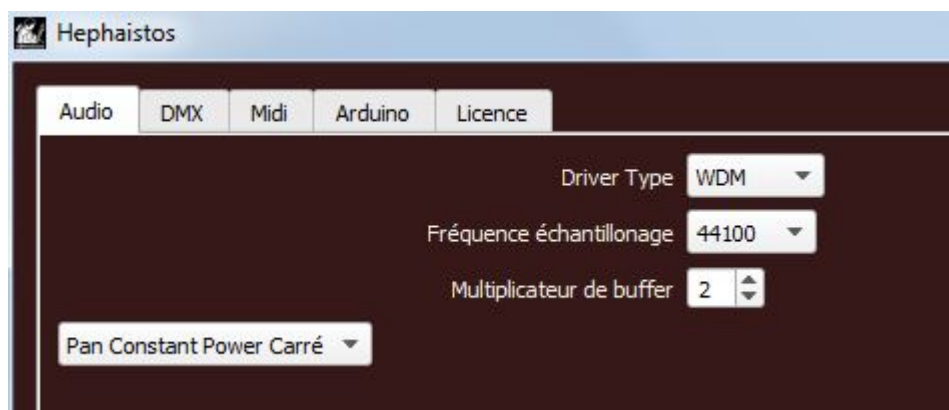 Hephaistos
Audio DMX Midi Arduino Licence
Driver Type WDM
Fréquence échantillonage 44100
Multiplicateur de buffer 2
Pan Constant Power Carré